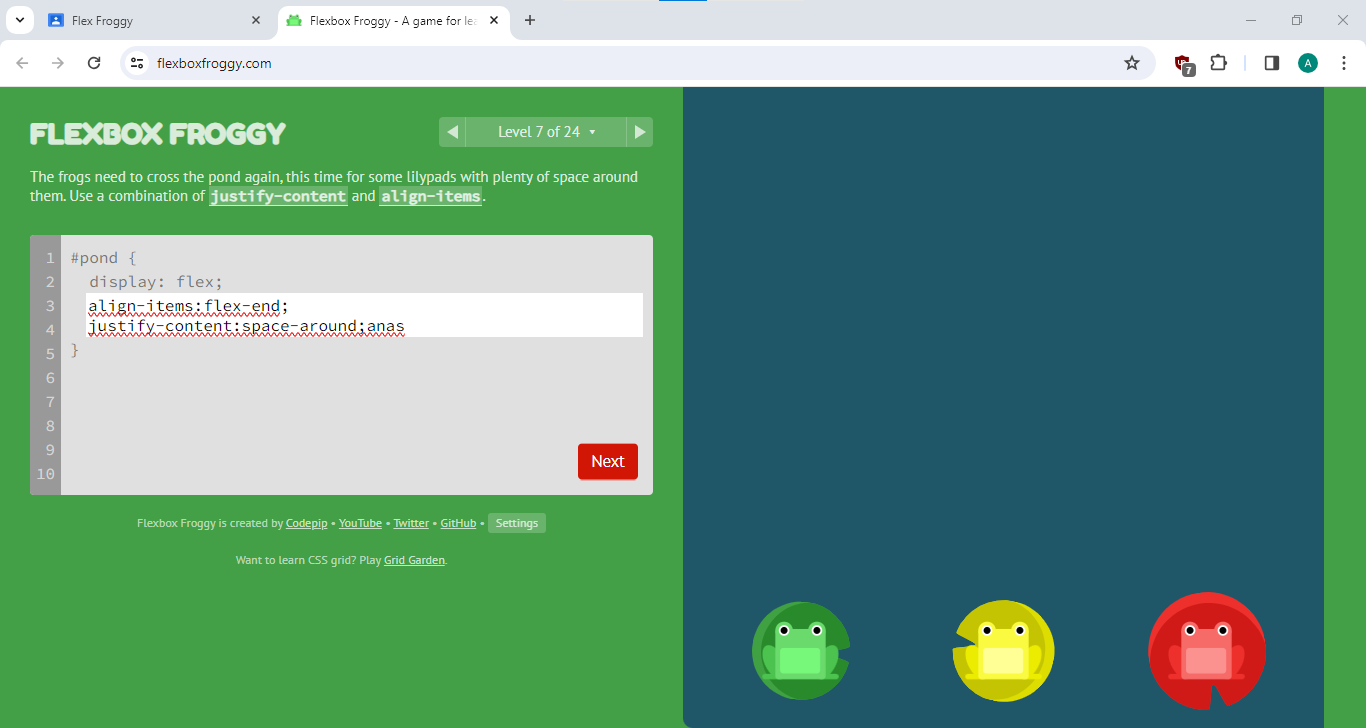 Flex Froggy
Flexbox Froggy - A game for lea
flexboxfroggy.com
7
A
FLEXBOX FROGGY
Level 7 of 24
The frogs need to cross the pond again, this time for some lilypads with plenty of space around
them. Use a combination of justify-content and align-items.
1 #pond {
2 display: flex;
3 align-items:flex-end;
4 justify-content:space-around;anas
5 }
6
7
8
9
10
Next
Flexbox Froggy is created by Codepip • YouTube • Twitter • GitHub • Settings
Want to learn CSS grid? Play Grid Garden.